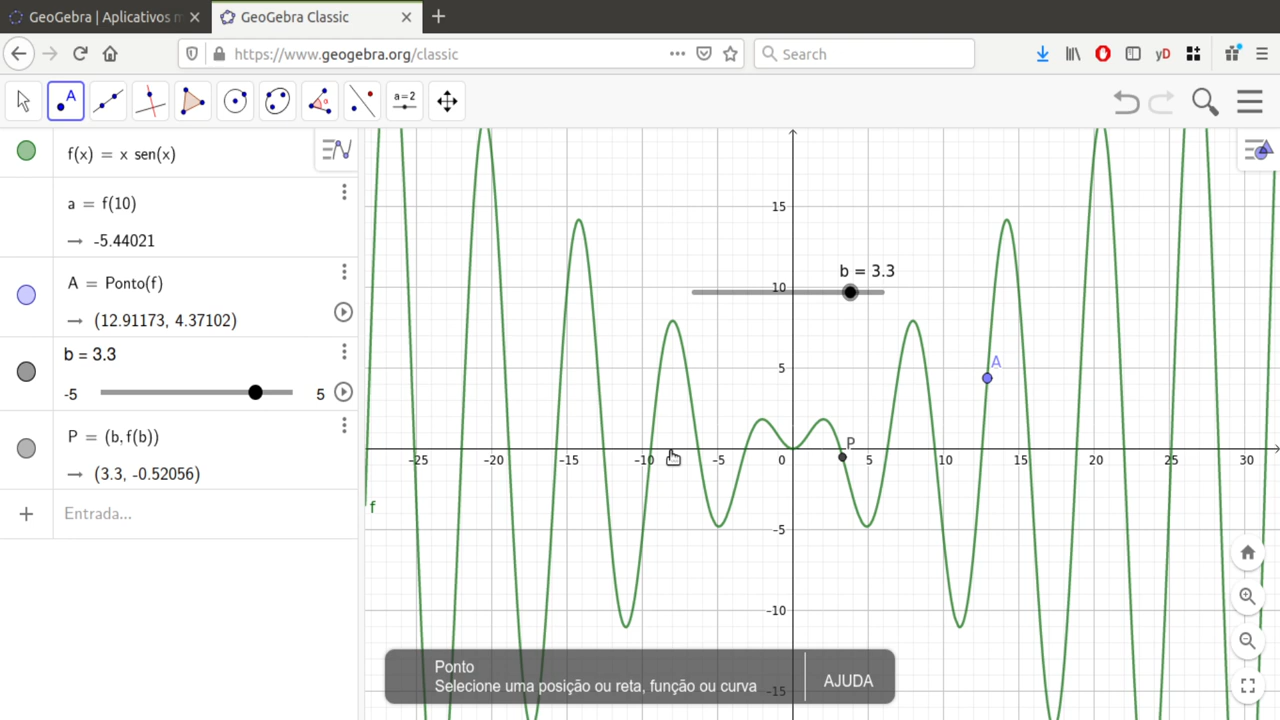 GeoGebra | Aplicativos m
GeoGebra Classic
https://www.geogebra.org/classic
Search
yD
A
α
a=2
f(x) = x sen(x)
a = f(10)
→ -5.44021
A = Ponto(f)
→ (12.91173, 4.37102)
b = 3.3
-5
5
P = (b, f(b))
→ (3.3, -0.52056)
+ Entrada...
b = 3.3
A
P
f
15
10
5
-5
-10
-15
-25
-20
-15
-10
-5
0
5
10
15
20
25
30
Ponto
Selecione uma posição ou reta, função ou curva
AJUDA